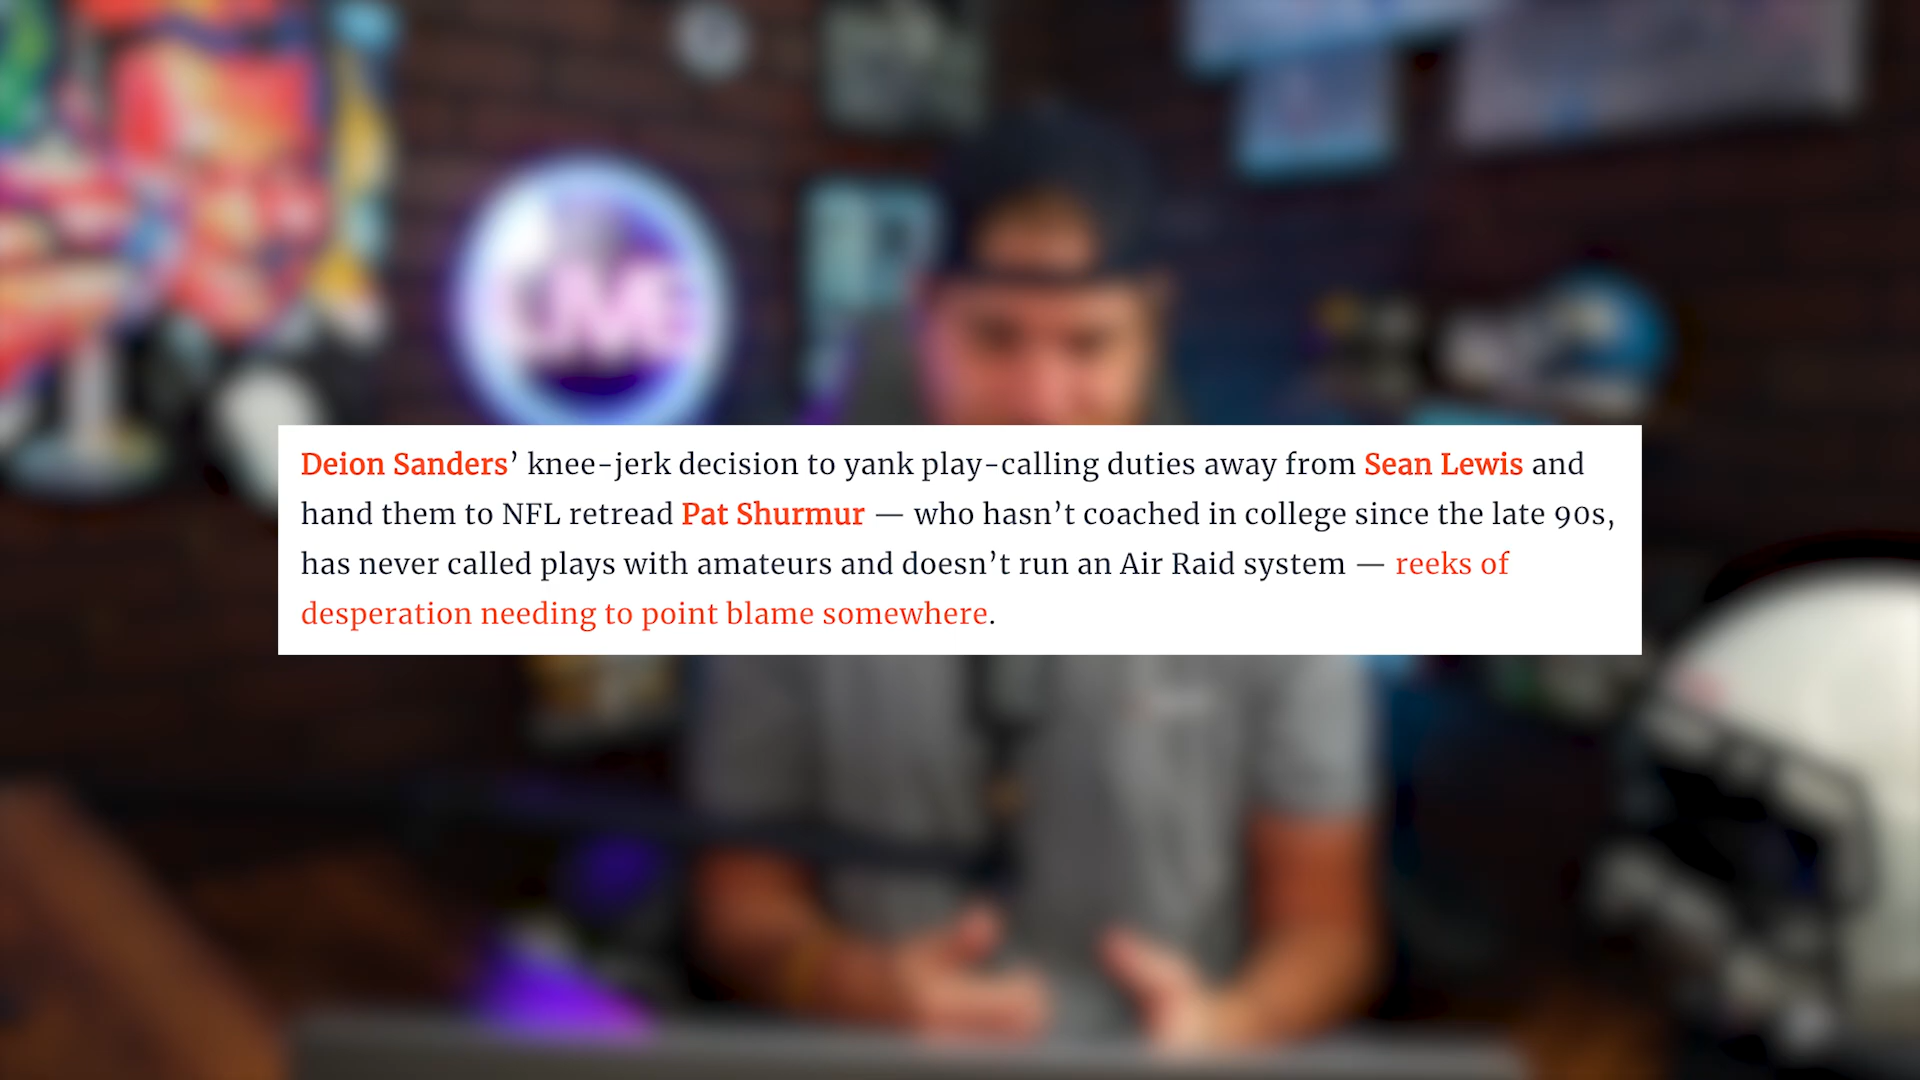 Deion Sanders’ knee-jerk decision to yank play-calling duties away from Sean Lewis and
hand them to NFL retread Pat Shurmur — who hasn’t coached in college since the late 90s,
has never called plays with amateurs and doesn’t run an Air Raid system — reeks of
desperation needing to point blame somewhere.